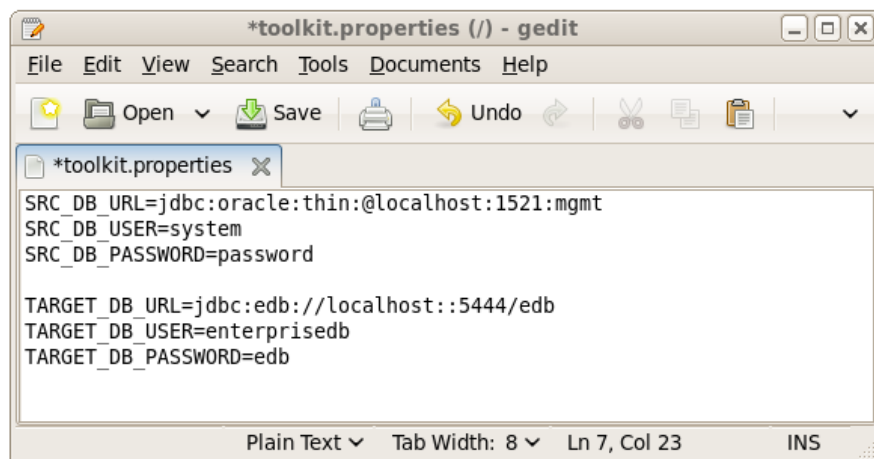 *toolkit.properties (/) - gedit
File Edit View Search Tools Documents Help
Open Save Undo
*toolkit.properties
SRC_DB_URL=jdbc:oracle:thin:@localhost:1521:mgmt
SRC_DB_USER=system
SRC_DB_PASSWORD=password
TARGET_DB_URL=jdbc:edb://localhost::5444/edb
TARGET_DB_USER=enterprisedb
TARGET_DB_PASSWORD=edb
Plain Text Tab Width: 8 Ln 7, Col 23 INS